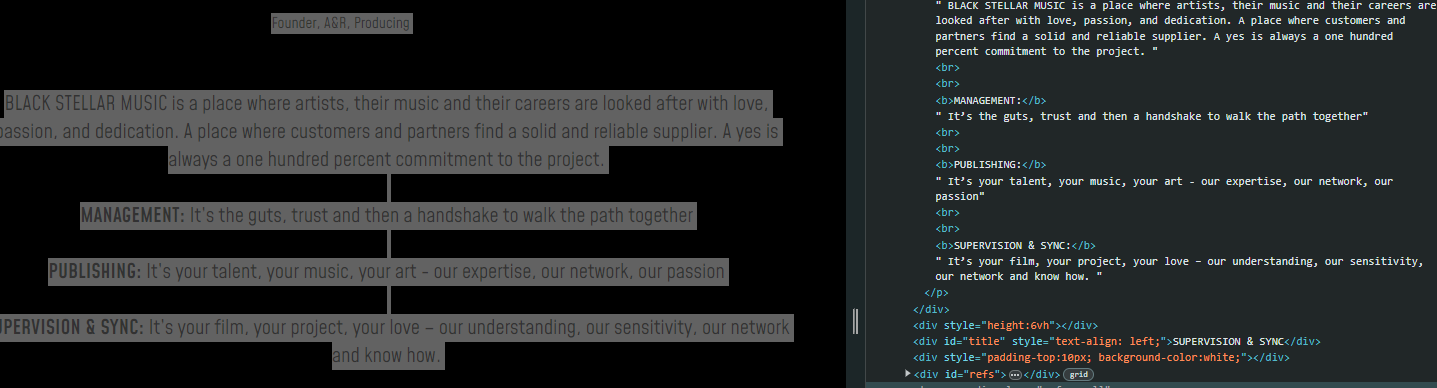 Founder, A&R, Producing
BLACK STELLAR MUSIC is a place where artists, their music and their careers are looked after with love,
passion, and dedication. A place where customers and partners find a solid and reliable supplier. A yes is
always a one hundred percent commitment to the project.
MANAGEMENT: It's the guts, trust and then a handshake to walk the path together
PUBLISHING: It's your talent, your music, your art - our expertise, our network, our passion
SUPERVISION & SYNC: It's your film, your project, your love – our understanding, our sensitivity, our network
and know how.
" BLACK STELLAR MUSIC is a place where artists, their music and their careers are
looked after with love, passion, and dedication. A place where customers and
partners find a solid and reliable supplier. A yes is always a one hundred
percent commitment to the project. "
<br>
<br>
<b>MANAGEMENT:</b>
" It’s the guts, trust and then a handshake to walk the path together"
<br>
<br>
<b>PUBLISHING:</b>
" It’s your talent, your music, your art - our expertise, our network, our
passion"
<br>
<br>
<b>SUPERVISION & SYNC:</b>
" It’s your film, your project, your love – our understanding, our sensitivity,
our network and know how. "
</p>
</div>
<div style="height:6vh"></div>
<div id="title" style="text-align: left;">SUPERVISION & SYNC</div>
<div style="padding-top:10px; background-color:white;"></div>
<div id="refs">…</div> grid